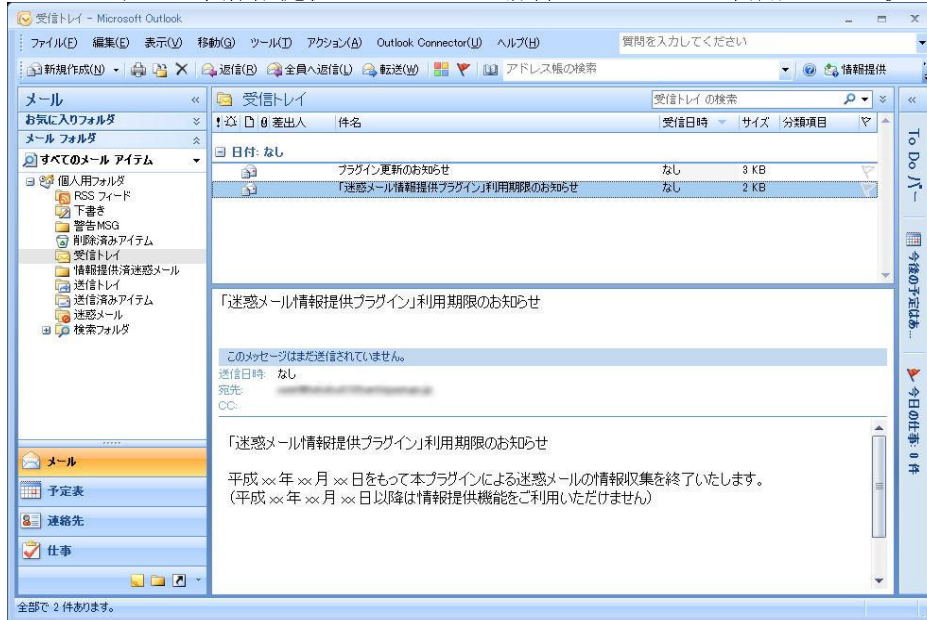 受信トレイ - Microsoft Outlook
ファイル(F) 編集(E) 表示(V) 移動(G) ツール(T) アクション(A) Outlook Connector(U) ヘルプ(H) 質問を入力してください
新規作成(N) 返信(R) 全員へ返信(L) 転送(W) アドレス帳の検索 情報提供
メール «
お気に入りフォルダ
メール フォルダ
すべてのメール アイテム
個人用フォルダ
RSS フィード
下書き
警告MSG
削除済みアイテム
受信トレイ
情報提供済迷惑メール
送信トレイ
送信済みアイテム
迷惑メール
検索フォルダ
メール
予定表
連絡先
仕事
受信トレイ 受信トレイ の検索
差出人 件名 受信日時 サイズ 分類項目
日付: なし
プラグイン更新のお知らせ なし 3 KB
「迷惑メール情報提供プラグイン」利用期限のお知らせ なし 2 KB
「迷惑メール情報提供プラグイン」利用期限のお知らせ
このメッセージはまだ送信されていません。
送信日時: なし
宛先:
CC:
「迷惑メール情報提供プラグイン」利用期限のお知らせ
平成 ×× 年 ×× 月 ×× 日をもって本プラグインによる迷惑メールの情報収集を終了いたします。
(平成 ×× 年 ×× 月 ×× 日以降は情報提供機能をご利用いただけません)
«
To Do バー
今後の予定はあ...
今日の仕事: 0 件
全部で 2 件あります。